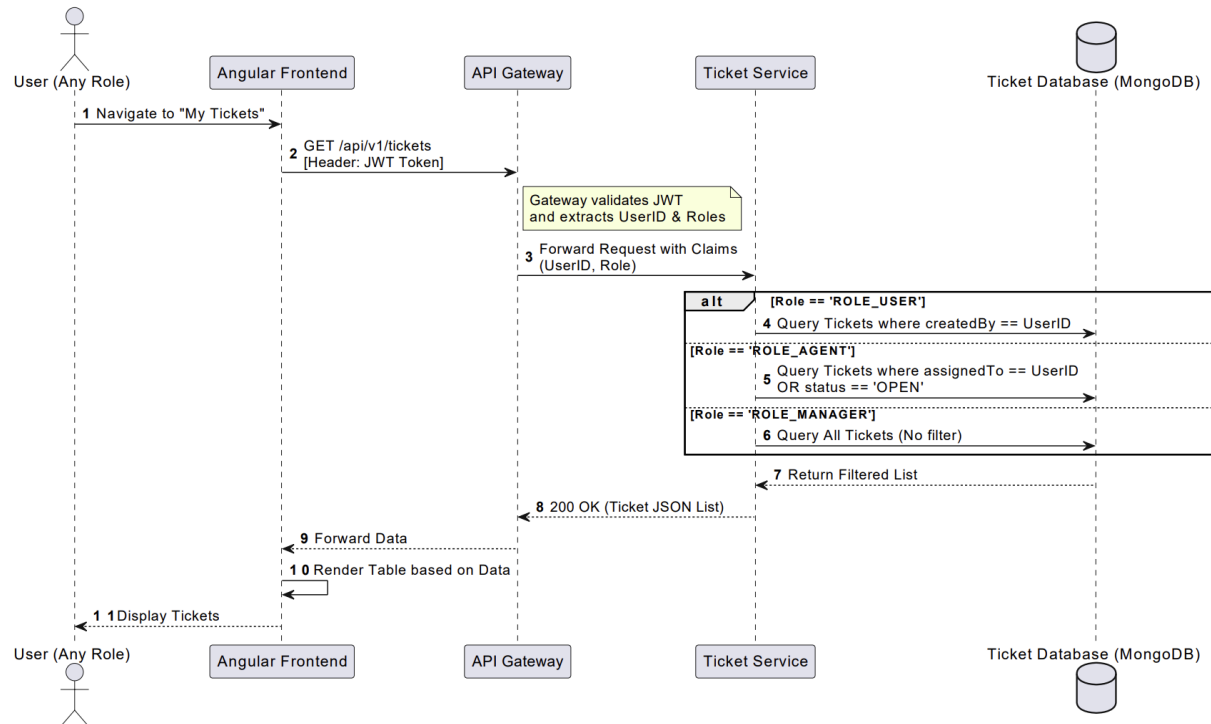 User (Any Role)
Angular Frontend
API Gateway
Ticket Service
Ticket Database (MongoDB)
1 Navigate to "My Tickets"
2 GET /api/v1/tickets
[Header: JWT Token]
Gateway validates JWT
and extracts UserID & Roles
3 Forward Request with Claims
(UserID, Role)
alt [Role == 'ROLE_USER']
4 Query Tickets where createdBy == UserID
[Role == 'ROLE_AGENT']
5 Query Tickets where assignedTo == UserID
OR status == 'OPEN'
[Role == 'ROLE_MANAGER']
6 Query All Tickets (No filter)
7 Return Filtered List
8 200 OK (Ticket JSON List)
9 Forward Data
10 Render Table based on Data
11 Display Tickets
User (Any Role)
Angular Frontend
API Gateway
Ticket Service
Ticket Database (MongoDB)